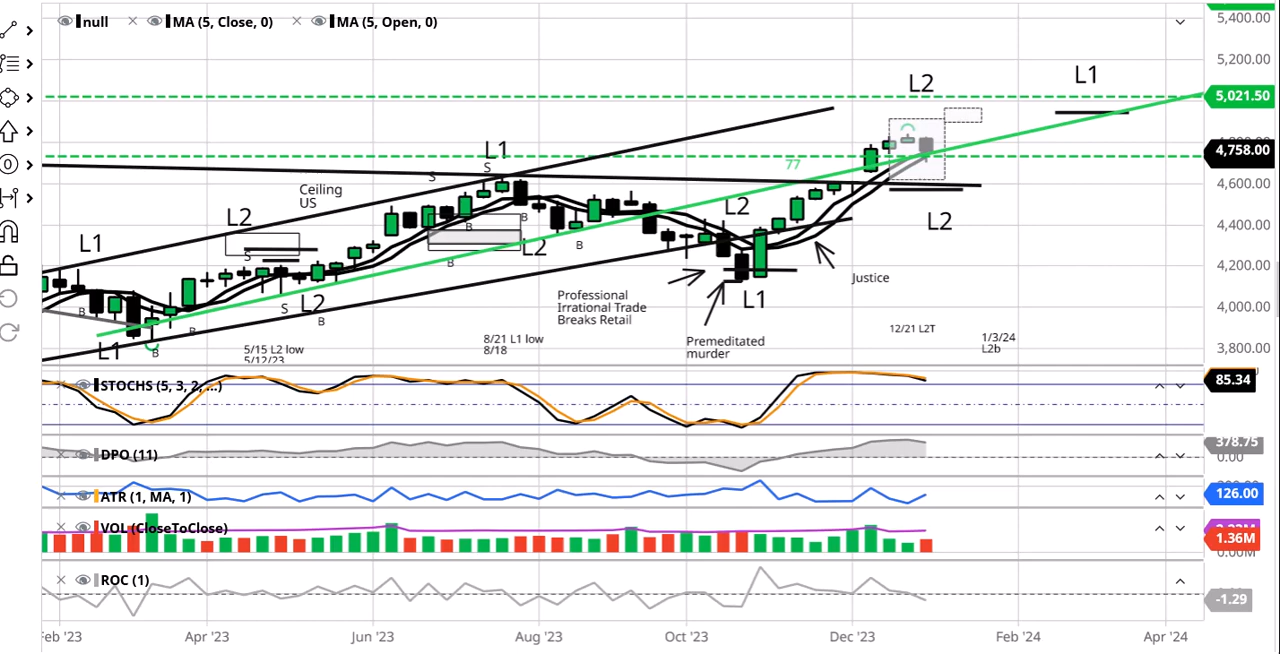 null
MA (5, Close, 0)
MA (5, Open, 0)
5,400.00
5,200.00
5,021.50
4,758.00
4,600.00
4,400.00
4,200.00
4,000.00
3,800.00
L2
L1
L1
S
S
77
Ceiling
US
L2
B
L2
L2
L1
S
B
L2
B
B
Justice
Professional
Irrational Trade
Breaks Retail
L1
B
S
L2
B
B
12/21 L2T
1/3/24
L2b
8/21 L1 low
8/18
Premeditated
murder
L1
B
5/15 L2 low
5/12/23
STOCHS (5, 3, 2, ...)
85.34
DPO (11)
378.75
0.00
ATR (1, MA, 1)
126.00
VOL (CloseToClose)
1.36M
0.00M
ROC (1)
-1.29
Feb '23
Apr '23
Jun '23
Aug '23
Oct '23
Dec '23
Feb '24
Apr '24